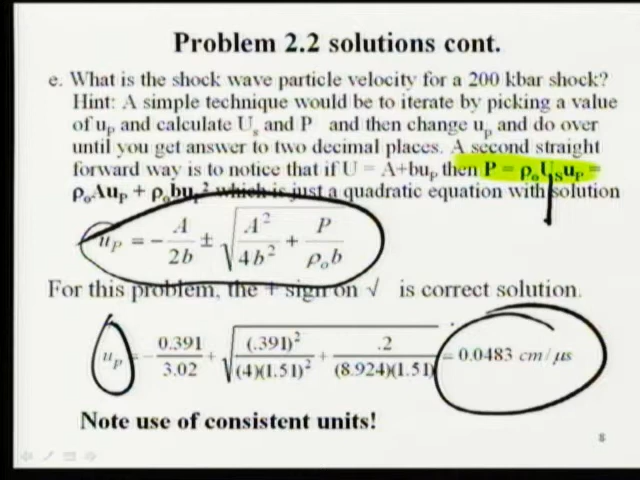 Problem 2.2 solutions cont.
e. What is the shock wave particle velocity for a 200 kbar shock?
Hint: A simple technique would be to iterate by picking a value
of uₚ and calculate Uₛ and P and then change uₚ and do over
until you get answer to two decimal places. A second straight
forward way is to notice that if U = A+buₚ then P = ρₒUₛuₚ =
ρₒAuₚ + ρₒbuₚ² which is just a quadratic equation with solution
uₚ = − A/2b ± √(A²/4b² + P/ρₒb)
For this problem, the + sign on √ is correct solution.
uₚ = − 0.391/3.02 + √((.391)²/(4)(1.51)² + .2/(8.924)(1.51)) = 0.0483 cm/μs
Note use of consistent units!
8